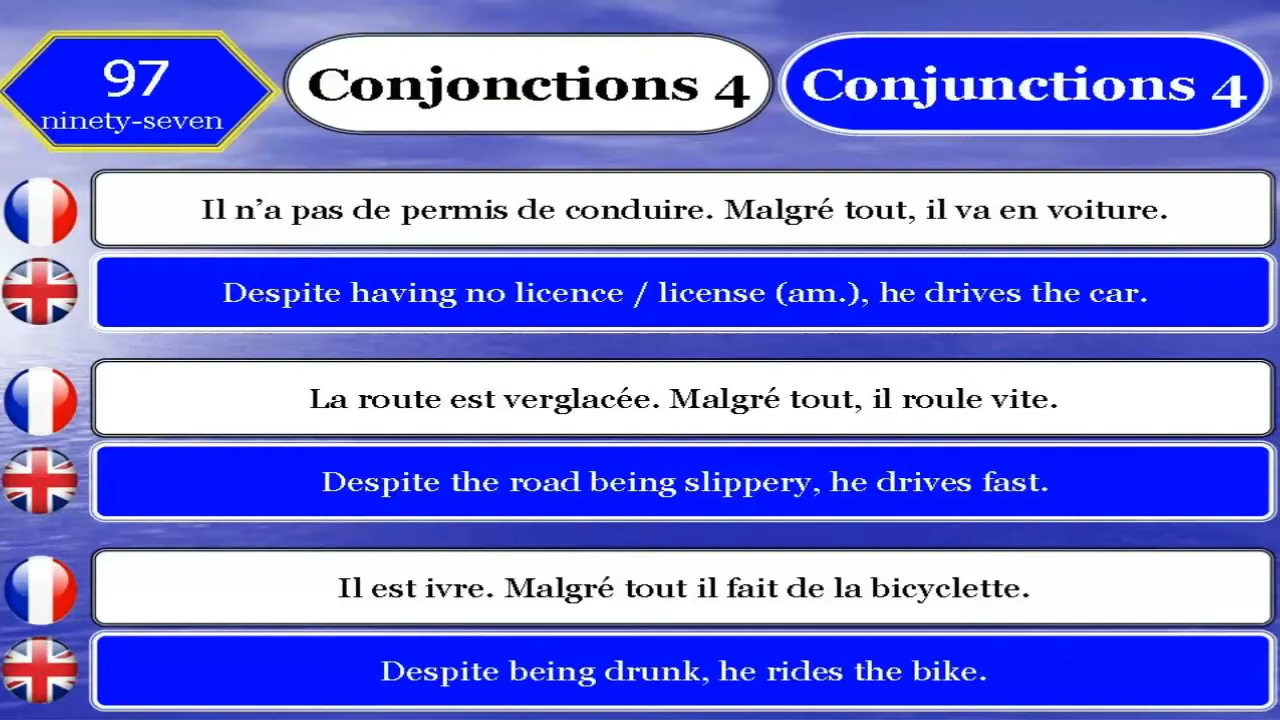 97
ninety-seven
Conjonctions 4
Conjunctions 4
Il n’a pas de permis de conduire. Malgré tout, il va en voiture.
Despite having no licence / license (am.), he drives the car.
La route est verglacée. Malgré tout, il roule vite.
Despite the road being slippery, he drives fast.
Il est ivre. Malgré tout il fait de la bicyclette.
Despite being drunk, he rides the bike.